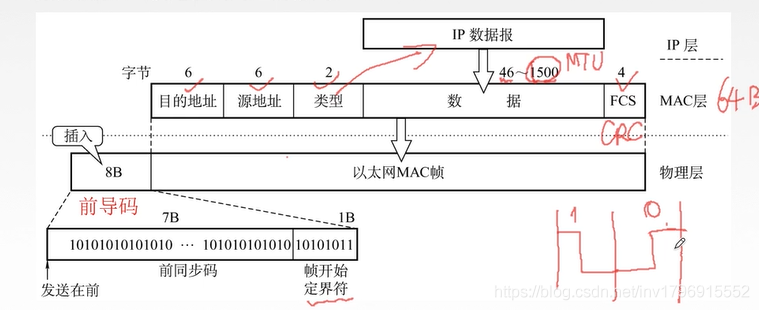 IP 数据报
IP 层
字节 6 6 2 46~1500 MTU 4
目的地址 源地址 类型 数 据 FCS MAC层 64B
CRC
插入
8B 以太网MAC帧 物理层
前导码
7B 1B
1 0
10101010101010 … 101010101010 10101011
前同步码 帧开始
定界符
发送在前
https://blog.csdn.net/inv1796915552